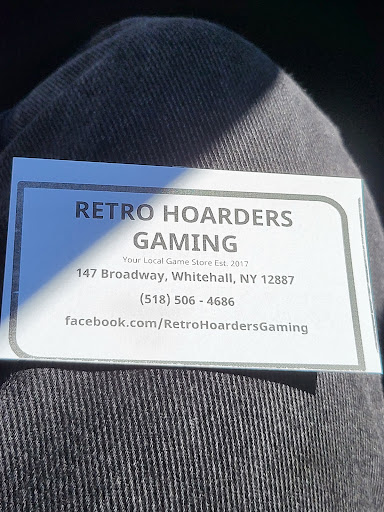 RETRO HOARDERS
GAMING
Your Local Game Store Est. 2017
147 Broadway, Whitehall, NY 12887
(518) 506 - 4686
facebook.com/RetroHoardersGaming